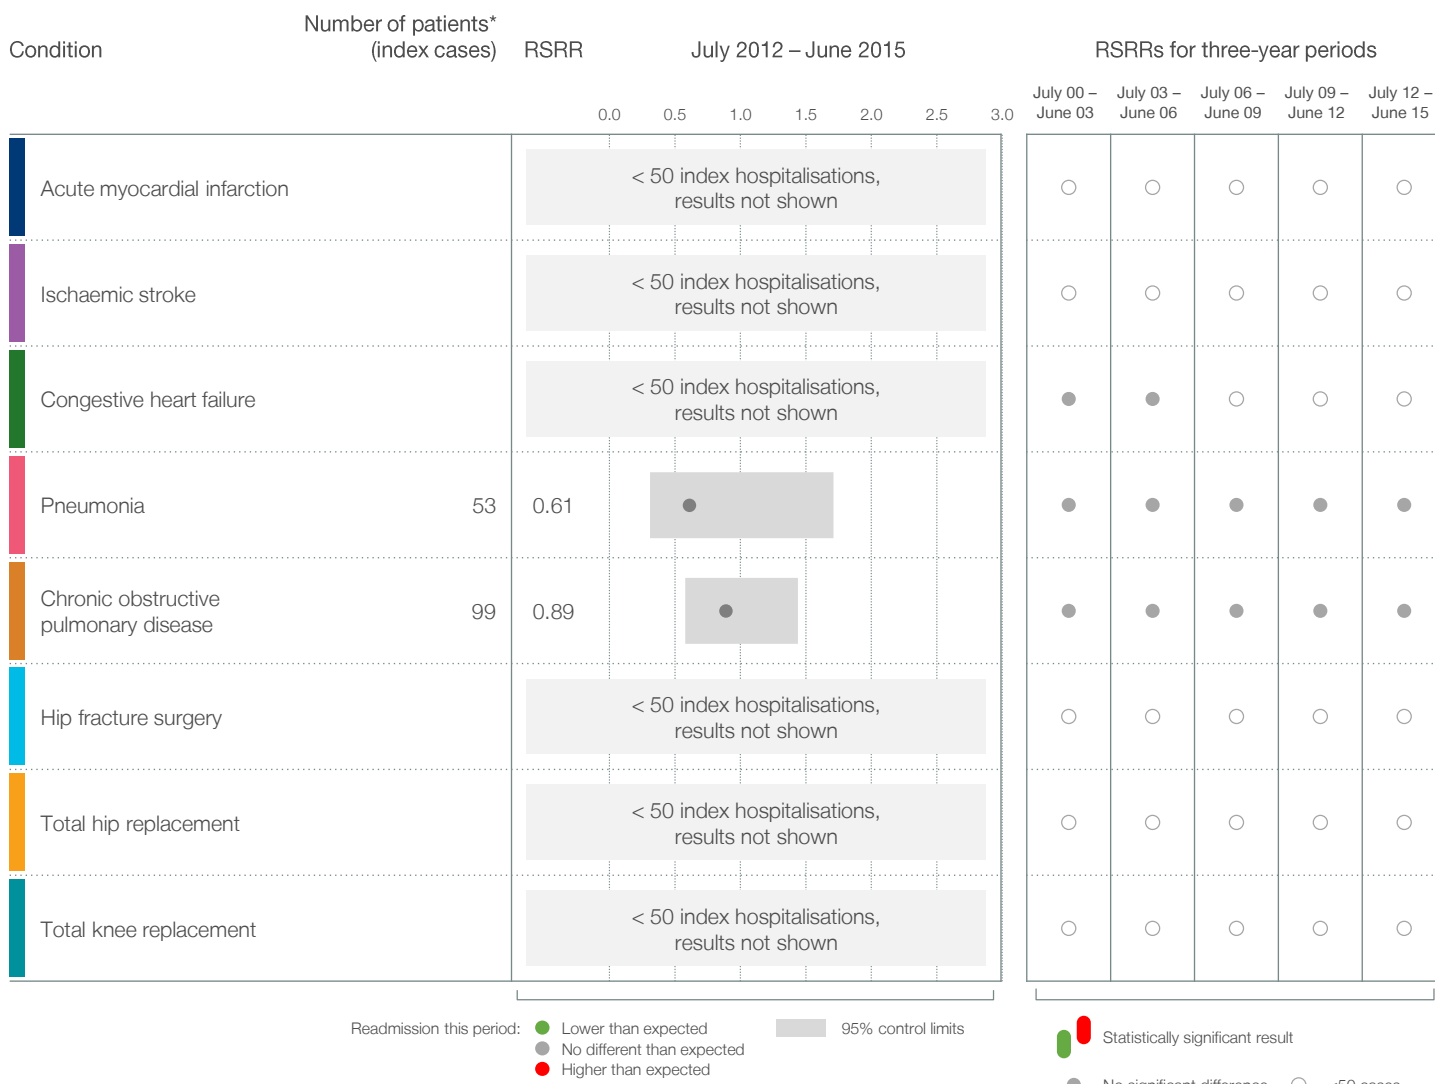 Number of patients*
Condition (index cases) RSRR July 2012 – June 2015 RSRRs for three-year periods
July 00 – July 03 – July 06 – July 09 – July 12 –
0.0 0.5 1.0 1.5 2.0 2.5 3.0 June 03 June 06 June 09 June 12 June 15
Acute myocardial infarction
< 50 index hospitalisations,
results not shown
Ischaemic stroke
< 50 index hospitalisations,
results not shown
Congestive heart failure
< 50 index hospitalisations,
results not shown
Pneumonia 53 0.61
Chronic obstructive
pulmonary disease 99 0.89
Hip fracture surgery
< 50 index hospitalisations,
results not shown
Total hip replacement
< 50 index hospitalisations,
results not shown
Total knee replacement
< 50 index hospitalisations,
results not shown
Readmission this period: Lower than expected 95% control limits
No different than expected
Higher than expected
Statistically significant result
No significant difference <50 cases